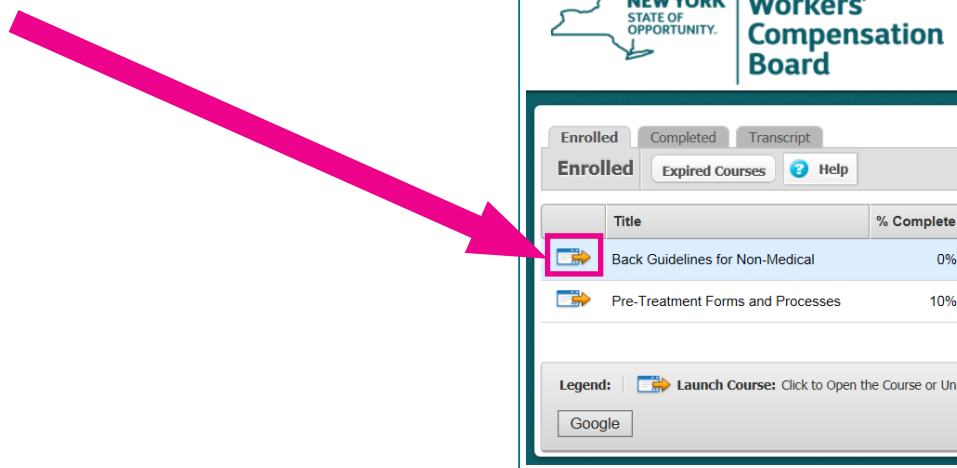 NEW YORK
STATE OF
OPPORTUNITY.
Workers'
Compensation
Board
Enrolled Completed Transcript
Enrolled Expired Courses ? Help
Title % Complete
Back Guidelines for Non-Medical 0%
Pre-Treatment Forms and Processes 10%
Legend: Launch Course: Click to Open the Course or Un
Google